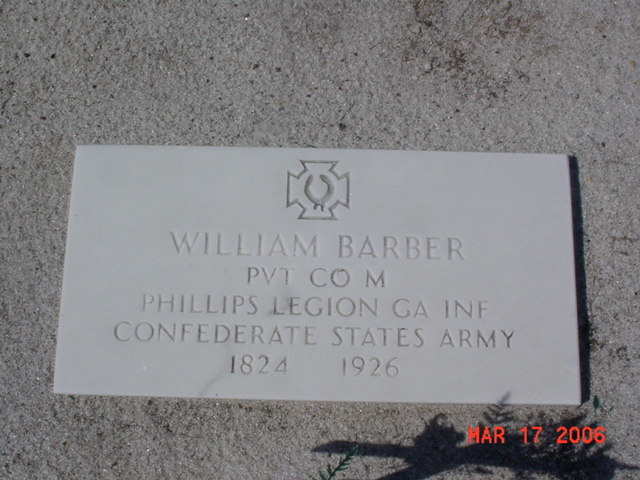 WILLIAM BARBER
PVT CO M
PHILLIPS LEGION GA INF
CONFEDERATE STATES ARMY
1824 1926
MAR 17 2006